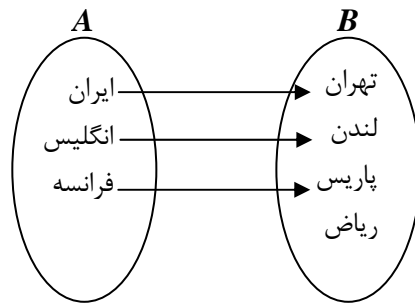 A
B
ایران
انگلیس
فرانسه
تهران
لندن
پاریس
ریاض